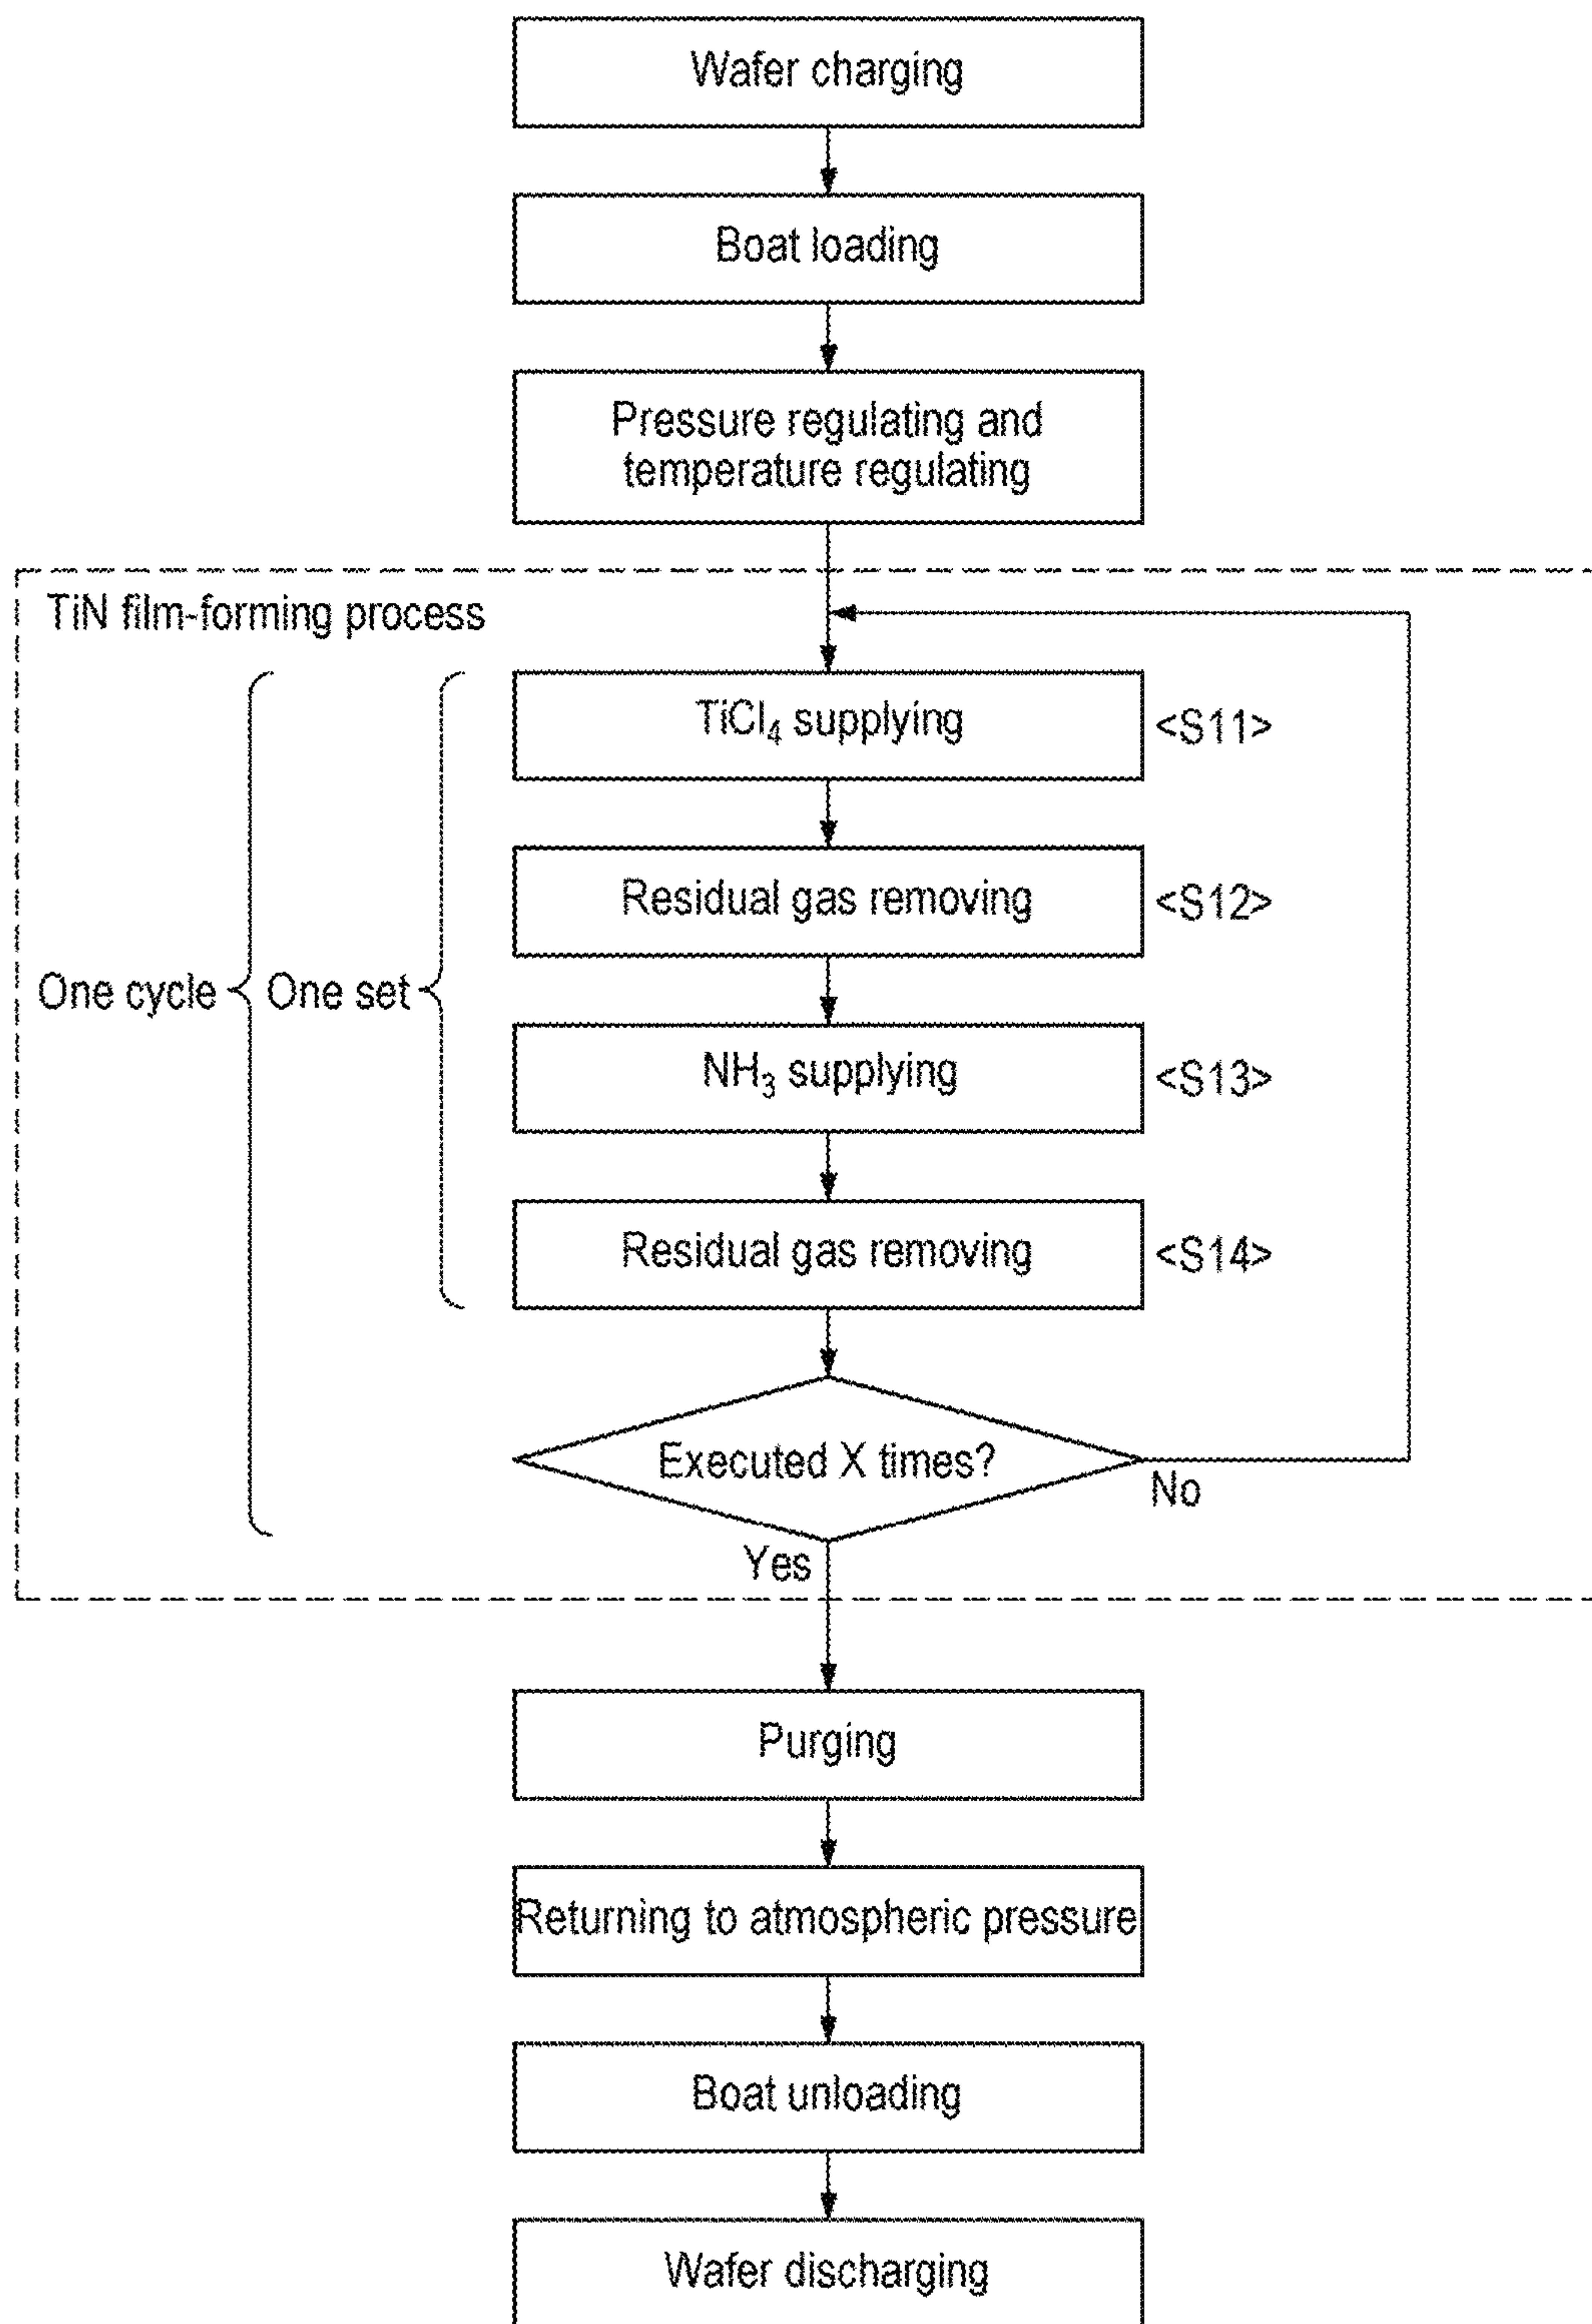 Wafer charging
Boat loading
Pressure regulating and
temperature regulating
TiN film-forming process
TiCl₄ supplying
<S11>
Residual gas removing
<S12>
One cycle
One set
NH₃ supplying
<S13>
Residual gas removing
<S14>
Executed X times?
No
Yes
Purging
Returning to atmospheric pressure
Boat unloading
Wafer discharging